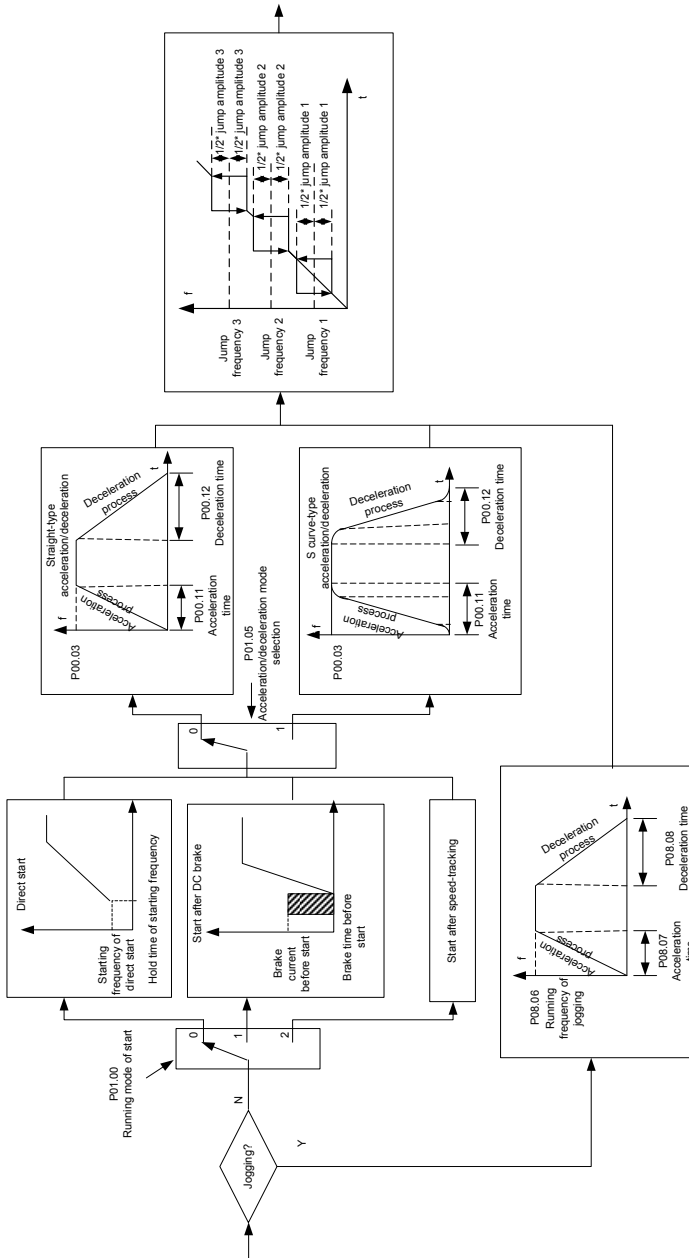 Jogging?
N
Y
P01.00
Running mode of start
0
1
2
Direct start
Starting
frequency of
direct start
Hold time of starting frequency
Start after DC brake
Brake
current
before start
Brake time before
start
Start after speed-tracking
P08.06
Running
frequency of
jogging
f
t
Acceleration
process
Deceleration
process
P08.07
Acceleration
P08.08
Deceleration time
0
1
P01.05
Acceleration/deceleration mode
selection
Straight-type
acceleration/deceleration
f
t
P00.03
Acceleration
process
Deceleration
process
P00.11
Acceleration
time
P00.12
Deceleration time
S curve-type
acceleration/deceleration
f
t
P00.03
Acceleration
process
Deceleration
process
P00.11
Acceleration
time
P00.12
Deceleration time
f
t
Jump
frequency 3
Jump
frequency 2
Jump
frequency 1
1/2* jump amplitude 3
1/2* jump amplitude 3
1/2* jump amplitude 2
1/2* jump amplitude 2
1/2* jump amplitude 1
1/2* jump amplitude 1